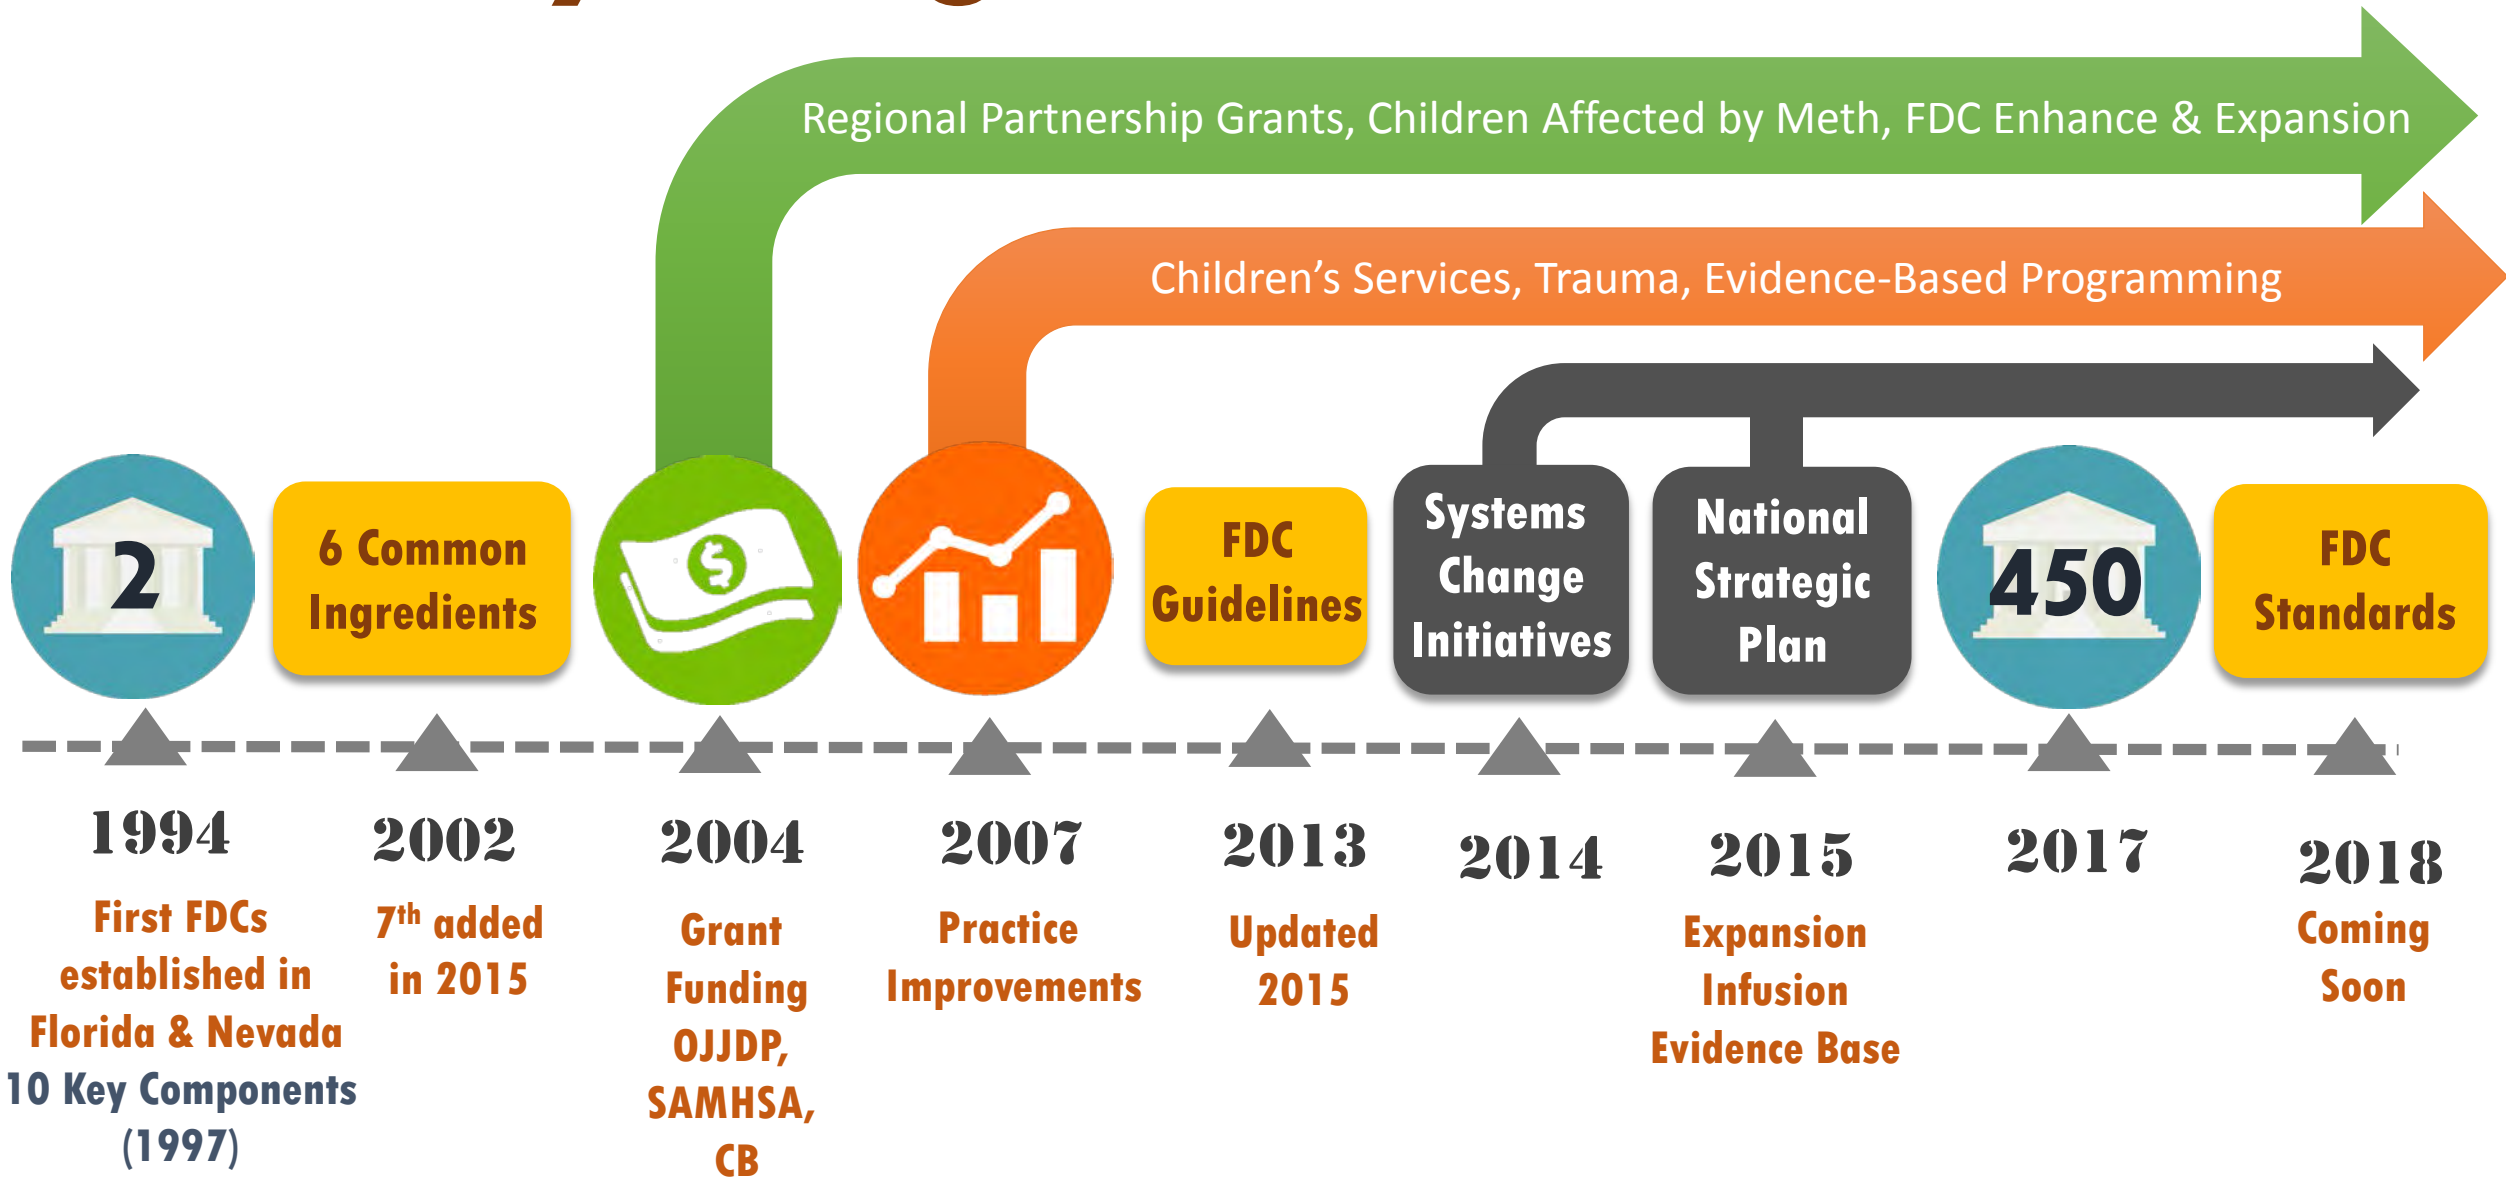 Regional Partnership Grants, Children Affected by Meth, FDC Enhance & Expansion
Children’s Services, Trauma, Evidence-Based Programming
2
6 Common
Ingredients
FDC
Guidelines
Systems
Change
Initiatives
National
Strategic
Plan
450
FDC
Standards
1994
First FDCs
established in
Florida & Nevada
10 Key Components
(1997)
2002
7th added
in 2015
2004
Grant
Funding
OJJDP,
SAMHSA,
CB
2007
Practice
Improvements
2013
Updated
2015
2014
2015
Expansion
Infusion
Evidence Base
2017
2018
Coming
Soon